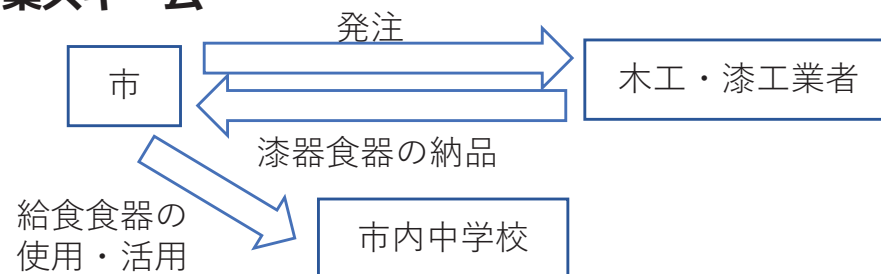 業スキーム
発注
市
木工・漆工業者
漆器食器の納品
給食食器の
使用・活用
市内中学校